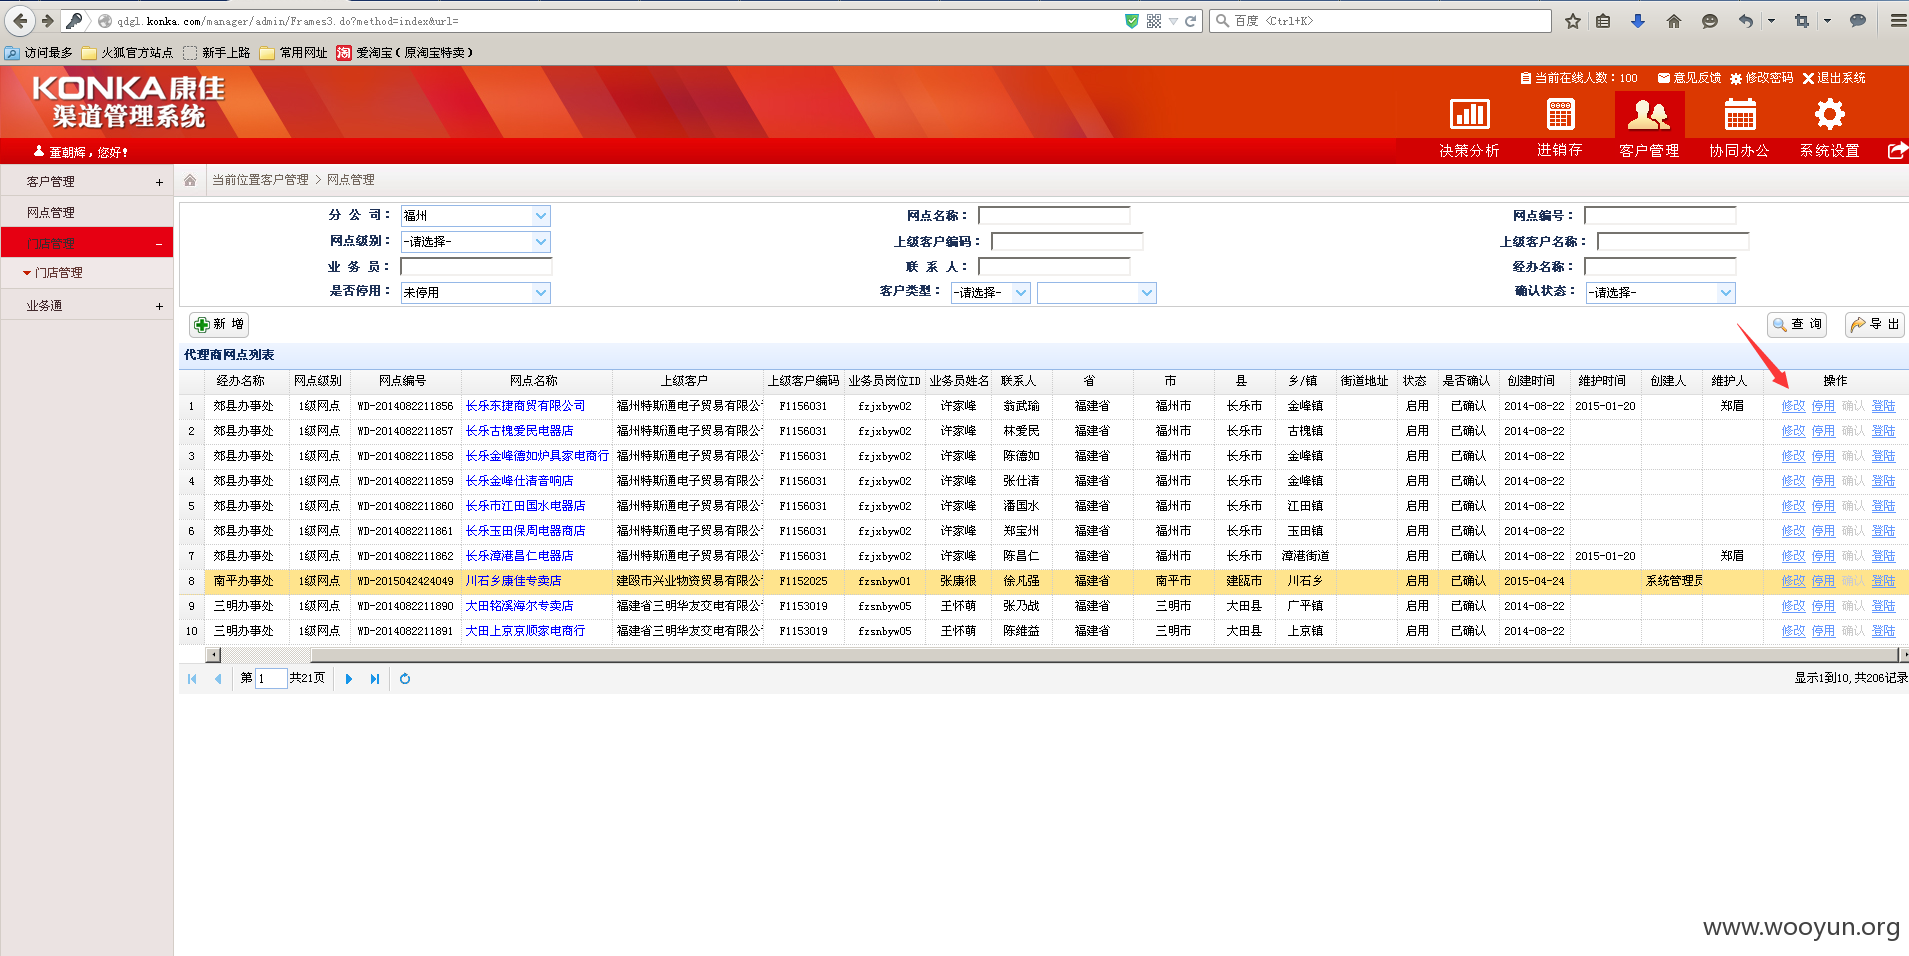 qdgl.konka.com/manager/admin/Frames3.do?method=index&url=
百度 <Ctrl+K>
访问最多 火狐官方站点 新手上路 常用网址 淘 爱淘宝（原淘宝特卖）
KONKA康佳
渠道管理系统
当前在线人数：100 意见反馈 修改密码 退出系统
决策分析 进销存 客户管理 协同办公 系统设置
董朝辉，您好！
客户管理 +
网点管理
门店管理 −
门店管理
业务通 +
当前位置客户管理 > 网点管理
分 公 司： 福州 网点名称： 网点编号：
网点级别： -请选择- 上级客户编码： 上级客户名称：
业 务 员： 联 系 人： 经办名称：
是否停用： 未停用 客户类型： -请选择- 确认状态： -请选择-
新 增 查 询 导 出
代理商网点列表
经办名称 网点级别 网点编号 网点名称 上级客户 上级客户编码 业务员岗位ID 业务员姓名 联系人 省 市 县 乡/镇 街道地址 状态 是否确认 创建时间 维护时间 创建人 维护人 操作
1 郊县办事处 1级网点 WD-2014082211856 长乐东捷商贸有限公司 福州特斯通电子贸易有限公 F1156031 fzjxbyw02 许家峰 翁武瑜 福建省 福州市 长乐市 金峰镇 启用 已确认 2014-08-22 2015-01-20 郑眉 修改 停用 确认 登陆
2 郊县办事处 1级网点 WD-2014082211857 长乐古槐爱民电器店 福州特斯通电子贸易有限公 F1156031 fzjxbyw02 许家峰 林爱民 福建省 福州市 长乐市 古槐镇 启用 已确认 2014-08-22 修改 停用 确认 登陆
3 郊县办事处 1级网点 WD-2014082211858 长乐金峰德如炉具家电商行 福州特斯通电子贸易有限公 F1156031 fzjxbyw02 许家峰 陈德如 福建省 福州市 长乐市 金峰镇 启用 已确认 2014-08-22 修改 停用 确认 登陆
4 郊县办事处 1级网点 WD-2014082211859 长乐金峰仕清音响店 福州特斯通电子贸易有限公 F1156031 fzjxbyw02 许家峰 张仕清 福建省 福州市 长乐市 金峰镇 启用 已确认 2014-08-22 修改 停用 确认 登陆
5 郊县办事处 1级网点 WD-2014082211860 长乐市江田国水电器店 福州特斯通电子贸易有限公 F1156031 fzjxbyw02 许家峰 潘国水 福建省 福州市 长乐市 江田镇 启用 已确认 2014-08-22 修改 停用 确认 登陆
6 郊县办事处 1级网点 WD-2014082211861 长乐玉田保周电器商店 福州特斯通电子贸易有限公 F1156031 fzjxbyw02 许家峰 郑宝州 福建省 福州市 长乐市 玉田镇 启用 已确认 2014-08-22 修改 停用 确认 登陆
7 郊县办事处 1级网点 WD-2014082211862 长乐漳港昌仁电器店 福州特斯通电子贸易有限公 F1156031 fzjxbyw02 许家峰 陈昌仁 福建省 福州市 长乐市 漳港街道 启用 已确认 2014-08-22 2015-01-20 郑眉 修改 停用 确认 登陆
8 南平办事处 1级网点 WD-2015042424049 川石乡康佳专卖店 建瓯市兴业物资贸易有限公 F1152025 fzsnbyw01 张康很 徐凡强 福建省 南平市 建瓯市 川石乡 启用 已确认 2015-04-24 系统管理员 修改 停用 确认 登陆
9 三明办事处 1级网点 WD-2014082211890 大田铭溪海尔专卖店 福建省三明华友交电有限公 F1153019 fzsnbyw05 王怀萌 张乃战 福建省 三明市 大田县 广平镇 启用 已确认 2014-08-22 修改 停用 确认 登陆
10 三明办事处 1级网点 WD-2014082211891 大田上京京顺家电商行 福建省三明华友交电有限公 F1153019 fzsnbyw05 王怀萌 陈维益 福建省 三明市 大田县 上京镇 启用 已确认 2014-08-22 修改 停用 确认 登陆
第 1 共21页 显示1到10, 共206记录
www.wooyun.org